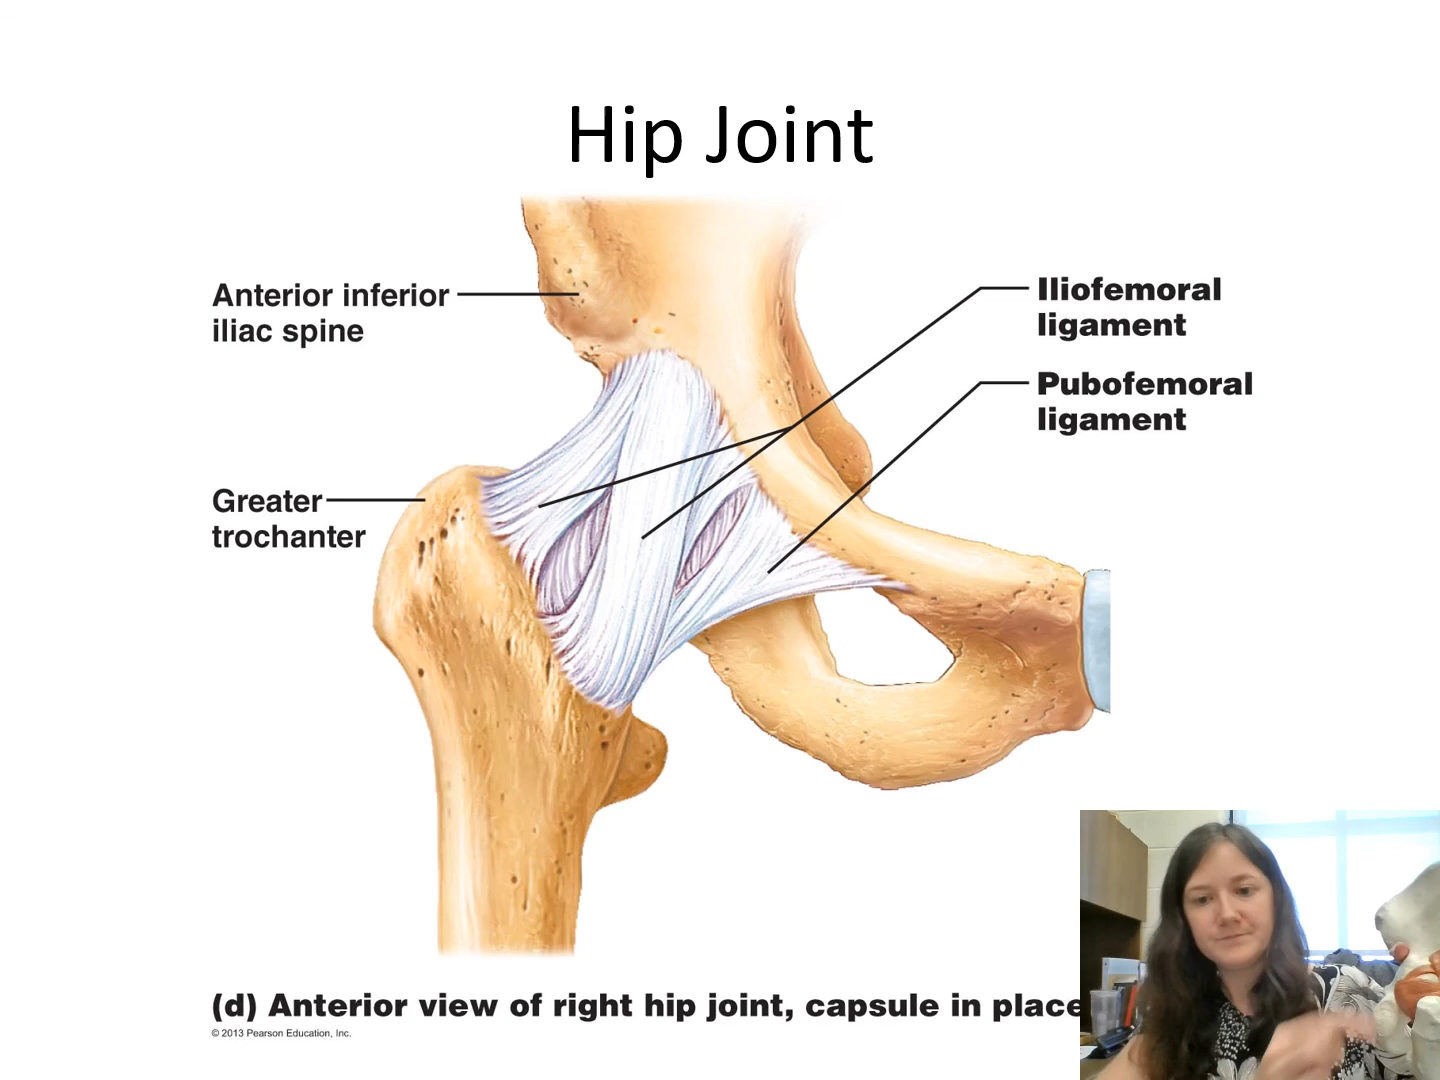 Hip Joint
Anterior inferior
iliac spine
Iliofemoral
ligament
Pubofemoral
ligament
Greater
trochanter
(d) Anterior view of right hip joint, capsule in place
© 2013 Pearson Education, Inc.